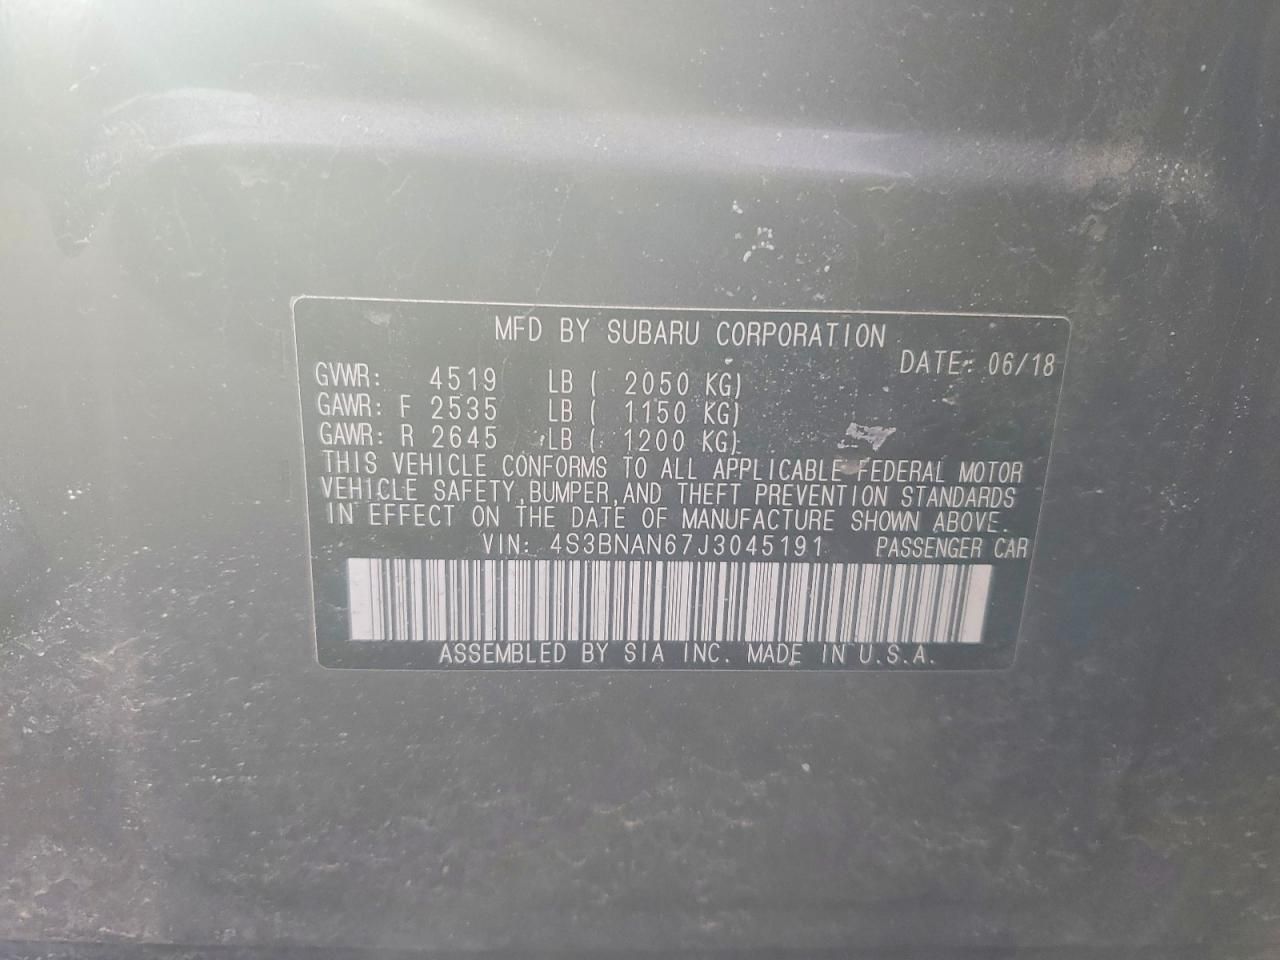 MFD BY SUBARU CORPORATION
DATE: 06/18
GVWR: 4519 LB ( 2050 KG)
GAWR: F 2535 LB ( 1150 KG)
GAWR: R 2645 LB ( 1200 KG)
THIS VEHICLE CONFORMS TO ALL APPLICABLE FEDERAL MOTOR
VEHICLE SAFETY, BUMPER, AND THEFT PREVENTION STANDARDS
IN EFFECT ON THE DATE OF MANUFACTURE SHOWN ABOVE.
VIN: 4S3BNAN67J3045191 PASSENGER CAR
ASSEMBLED BY SIA INC. MADE IN U.S.A.